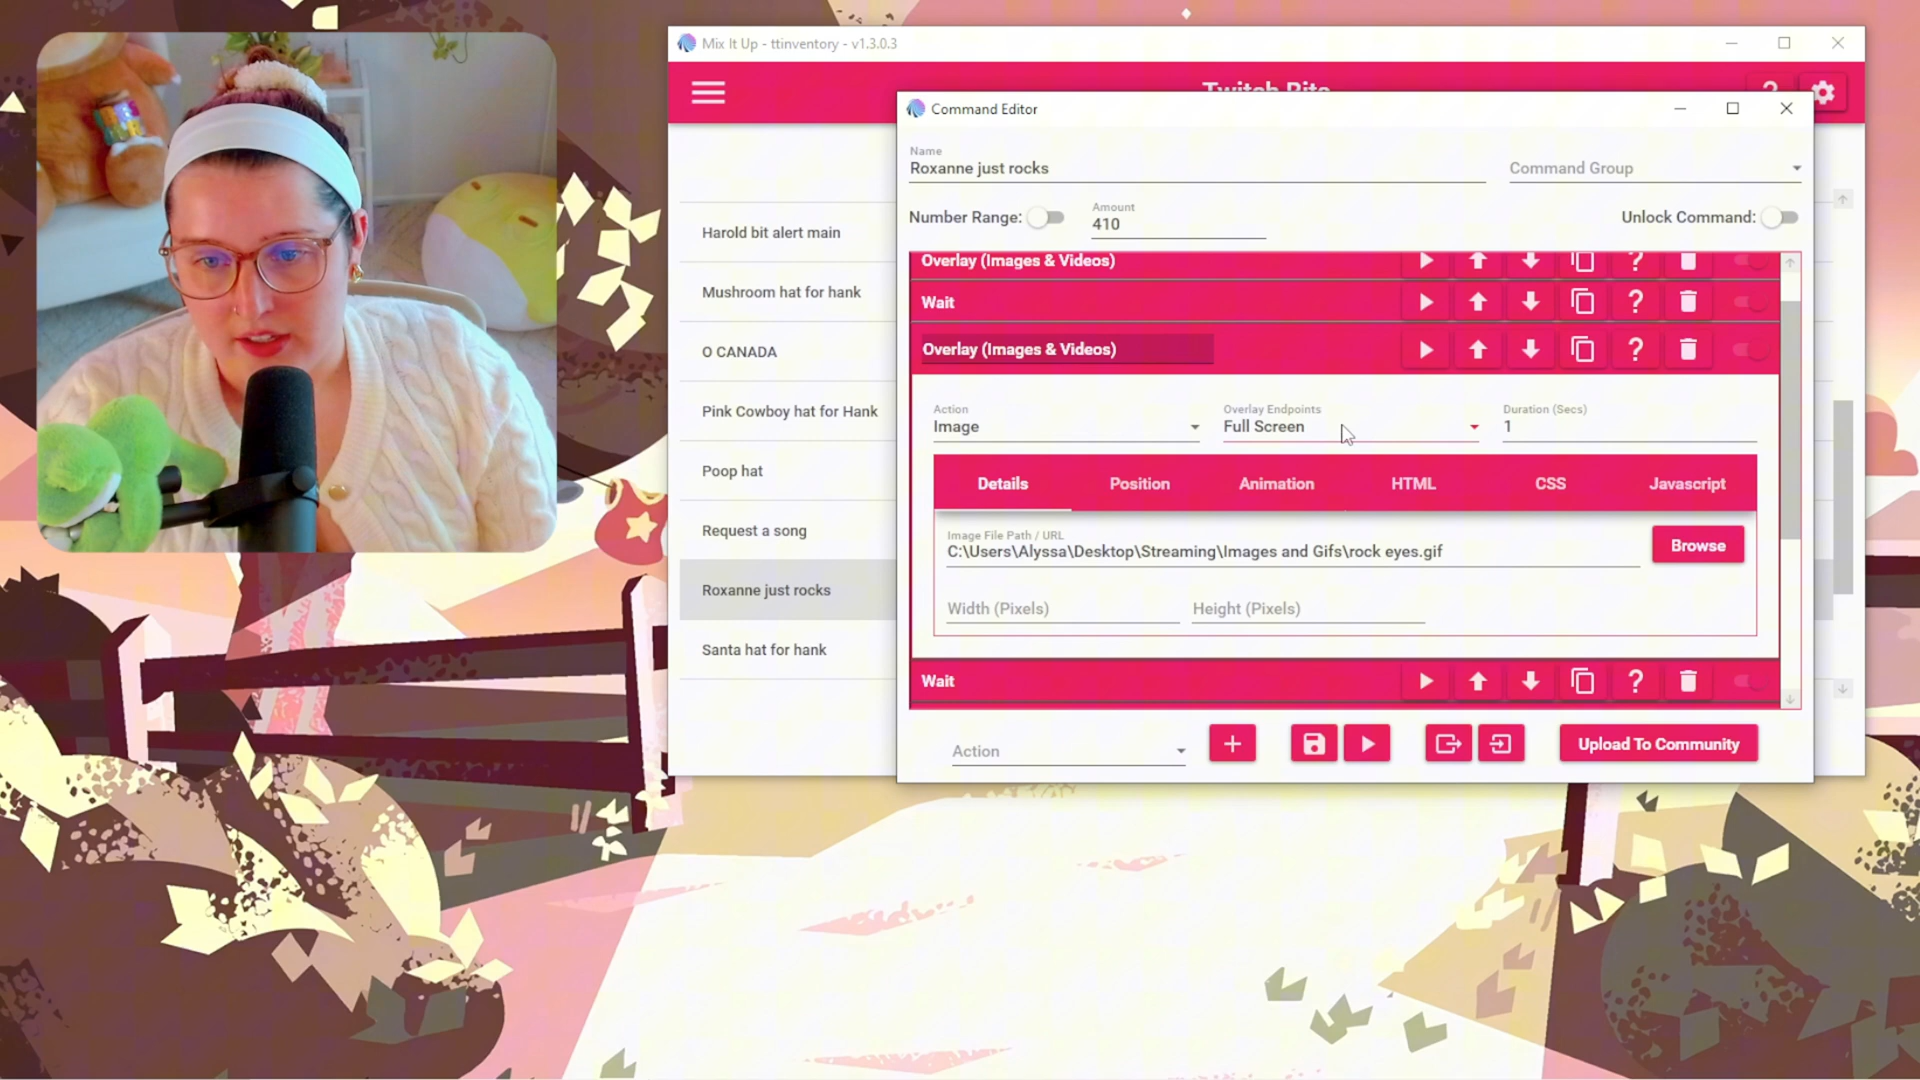 Mix It Up - ttinventory - v1.3.0.3
Twitch Bits
Harold bit alert main
Mushroom hat for hank
O CANADA
Pink Cowboy hat for Hank
Poop hat
Request a song
Roxanne just rocks
Santa hat for hank
Command Editor
Name
Roxanne just rocks
Command Group
Number Range:
Amount
410
Unlock Command:
Overlay (Images & Videos)
Wait
Overlay (Images & Videos)
Action
Image
Overlay Endpoints
Full Screen
Duration (Secs)
1
Details Position Animation HTML CSS Javascript
Image File Path / URL
C:\Users\Alyssa\Desktop\Streaming\Images and Gifs\rock eyes.gif
Browse
Width (Pixels) Height (Pixels)
Wait
Action
Upload To Community